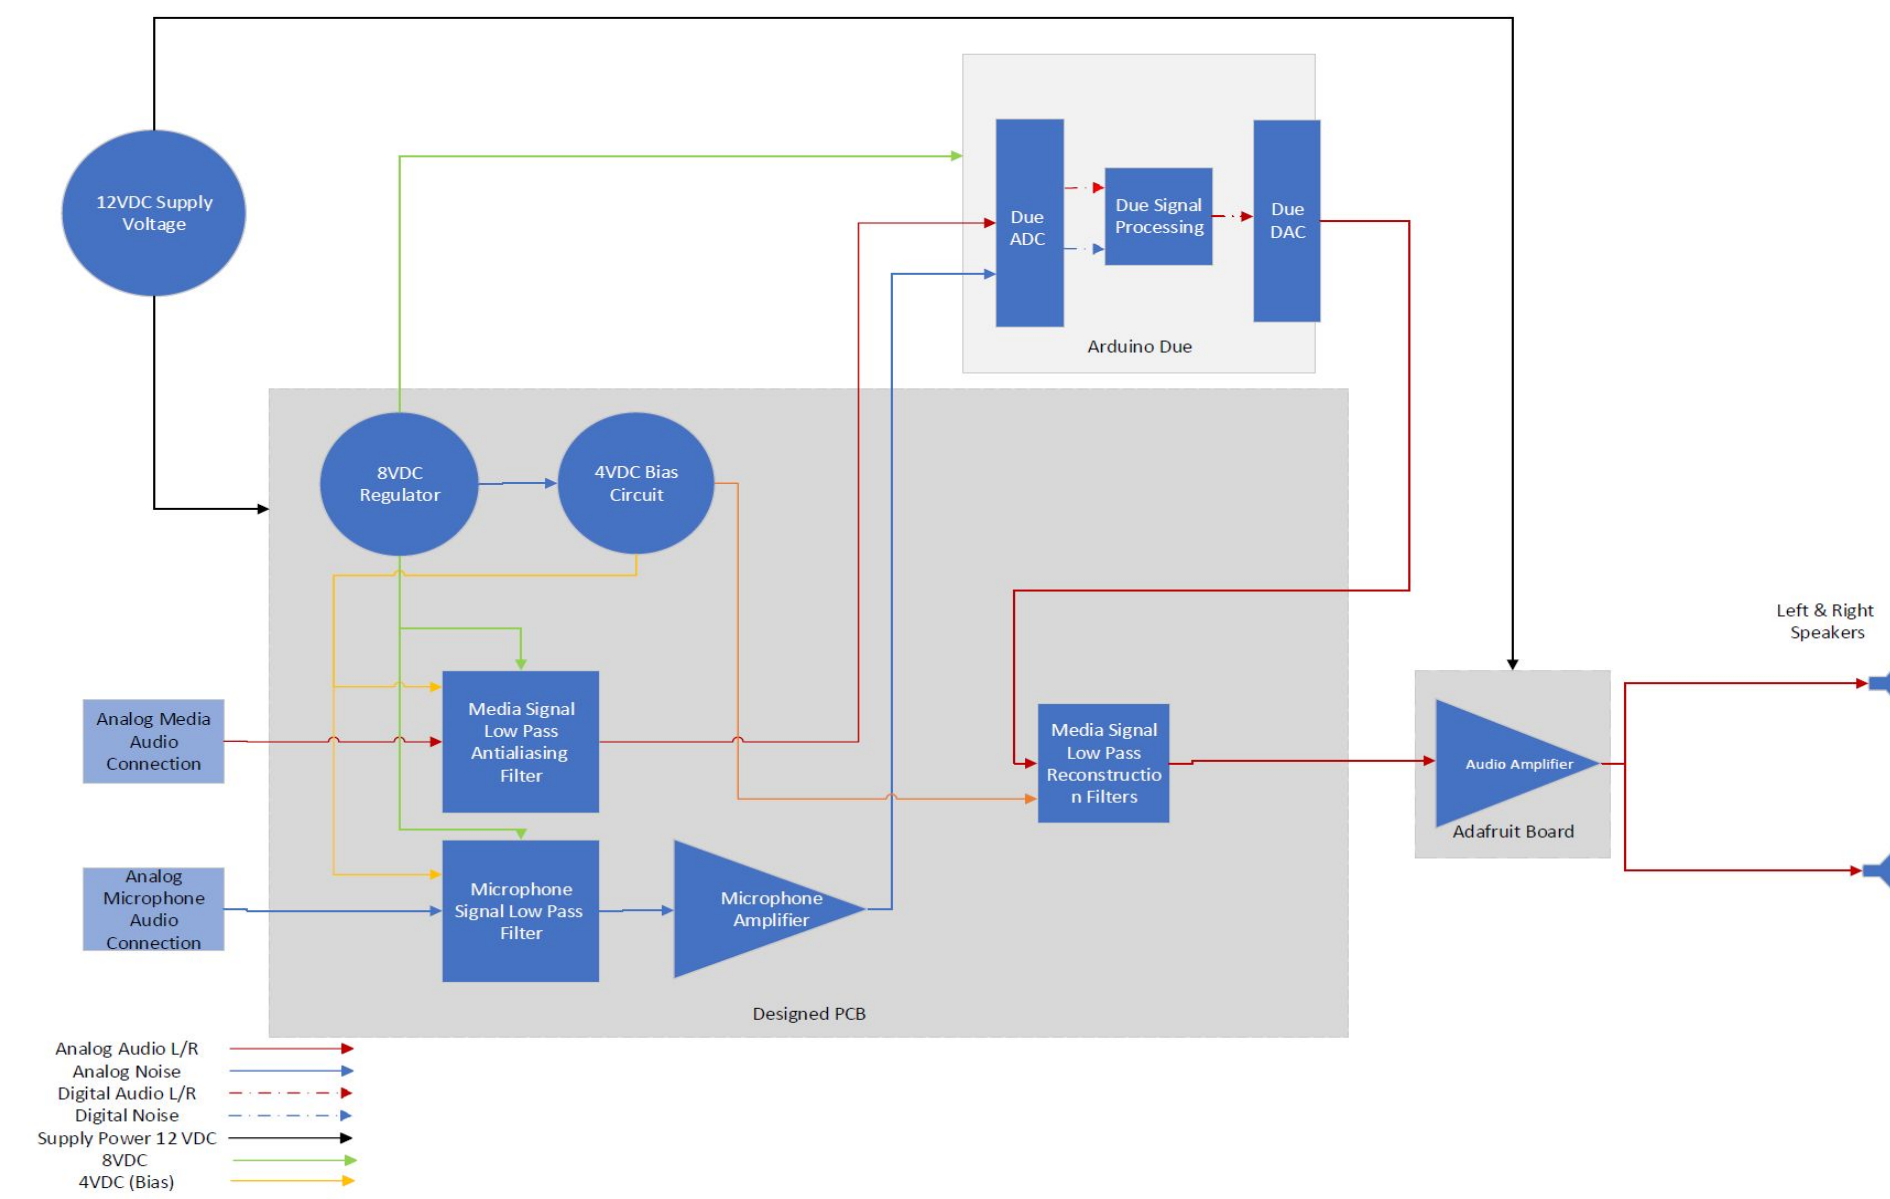 12VDC Supply
Voltage
Due
ADC
Due Signal
Processing
Due
DAC
Arduino Due
8VDC
Regulator
4VDC Bias
Circuit
Left & Right
Speakers
Analog Media
Audio
Connection
Media Signal
Low Pass
Antialiasing
Filter
Media Signal
Low Pass
Reconstructio
n Filters
Audio Amplifier
Adafruit Board
Analog
Microphone
Audio
Connection
Microphone
Signal Low Pass
Filter
Microphone
Amplifier
Designed PCB
Analog Audio L/R
Analog Noise
Digital Audio L/R
Digital Noise
Supply Power 12 VDC
8VDC
4VDC (Bias)